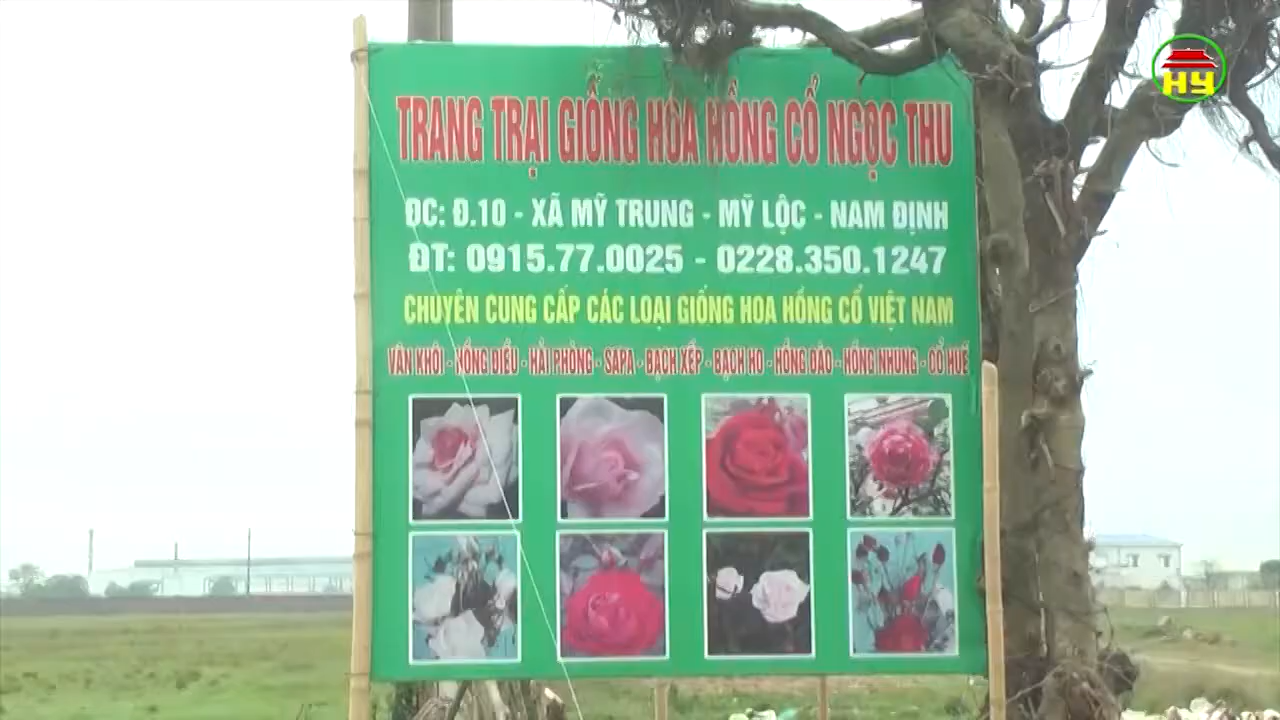 HY
TRANG TRẠI GIỐNG HOA HỒNG CỔ NGỌC THU
ĐC: Đ.10 - XÃ MỸ TRUNG - MỸ LỘC - NAM ĐỊNH
ĐT: 0915.77.0025 - 0228.350.1247
CHUYÊN CUNG CẤP CÁC LOẠI GIỐNG HOA HỒNG CỔ VIỆT NAM
VÂN KHÔI - HỒNG ĐIỀU - HẢI PHÒNG - SAPA - BẠCH XẾP - BẠCH HO - HỒNG ĐÀO - HỒNG NHUNG - CỔ HUẾ